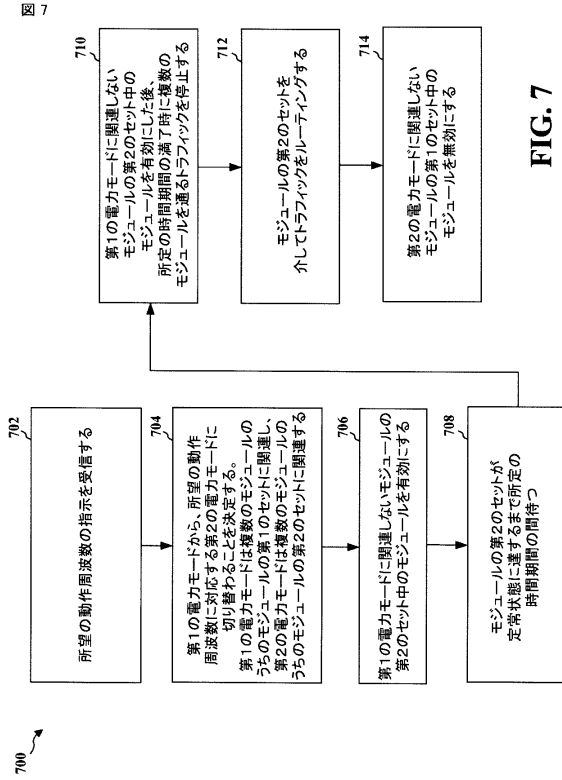 図 7
700
702
所望の動作周波数の指示を受信する
704
第1の電力モードから、所望の動作
周波数に対応する第2の電力モードに
切り替わることを決定する。
第1の電力モードは複数のモジュールの
うちのモジュールの第1のセットに関連し、
第2の電力モードは複数のモジュールの
うちのモジュールの第2のセットに関連する
706
第1の電力モードに関連しないモジュールの
第2のセット中のモジュールを有効にする
708
モジュールの第2のセットが
定常状態に達するまで所定の
時間期間の間待つ
710
第1の電力モードに関連しない
モジュールの第2のセット中の
モジュールを有効にした後、
所定の時間期間の満了時に複数の
モジュールを通るトラフィックを停止する
712
モジュールの第2のセットを
介してトラフィックをルーティングする
714
第2の電力モードに関連しない
モジュールの第1のセット中の
モジュールを無効にする
FIG. 7